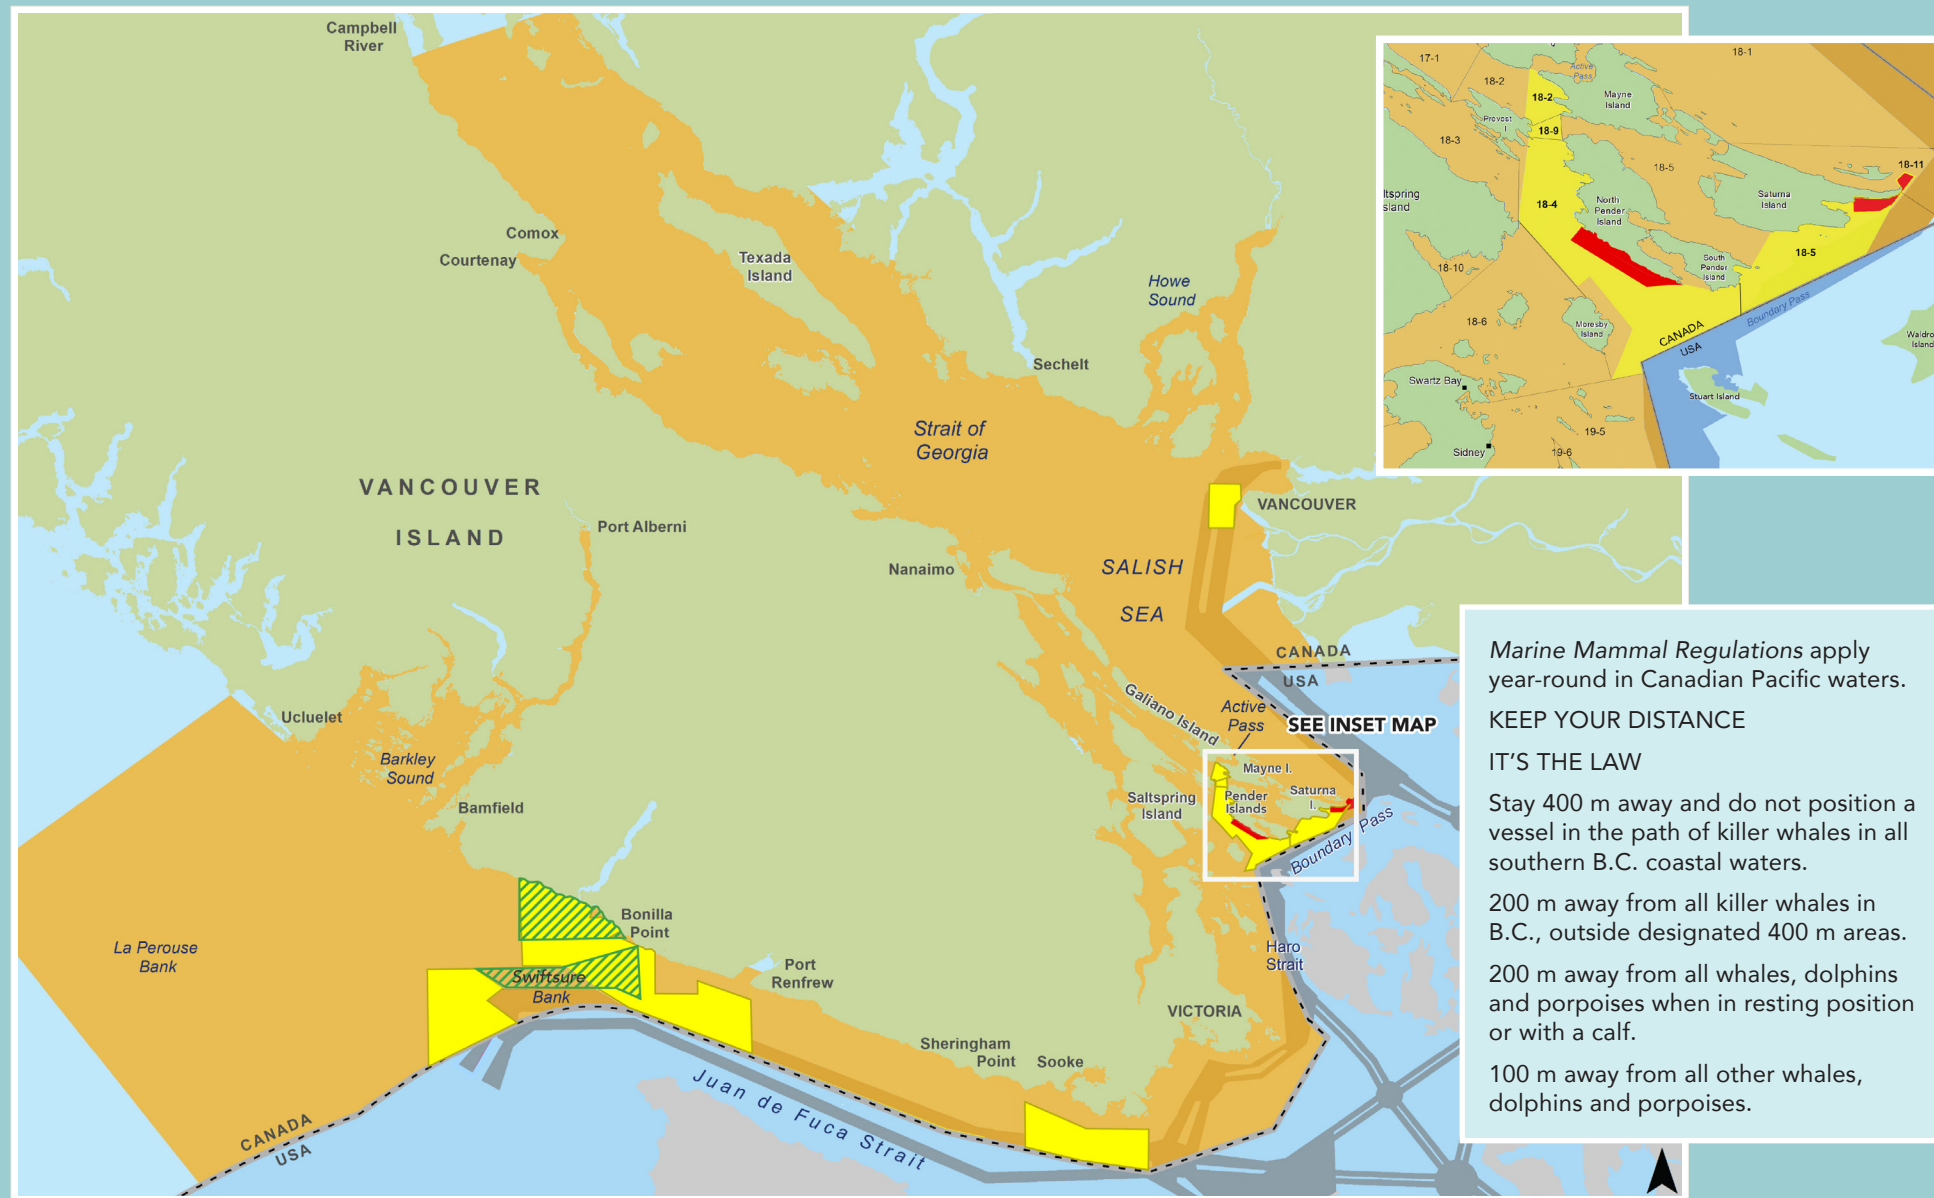 Campbell
River
Comox
Courtenay
Texada
Island
Howe
Sound
Sechelt
Strait of
Georgia
VANCOUVER
ISLAND
Port Alberni
Nanaimo
VANCOUVER
SALISH
SEA
CANADA
USA
Galiano Island
Active
Pass
SEE INSET MAP
Mayne I.
Pender
Islands
Saturna
I.
Saltspring
Island
Boundary Pass
Ucluelet
Barkley
Sound
Bamfield
Bonilla
Point
La Perouse
Bank
Swiftsure
Bank
Port
Renfrew
Haro
Strait
VICTORIA
Sheringham
Point
Sooke
Juan de Fuca Strait
CANADA
USA
17-1
18-2
Active
Pass
18-1
18-2
Mayne
Island
Prevost
I
18-9
18-3
18-5
18-11
ltspring
sland
18-4
North
Pender
Island
Saturna
Island
18-10
South
Pender
Island
18-5
18-6
Moresby
Island
CANADA
USA
Boundary Pass
Waldro
Island
Swartz Bay
Stuart Island
19-5
Sidney
19-6
Marine Mammal Regulations apply
year-round in Canadian Pacific waters.
KEEP YOUR DISTANCE
IT'S THE LAW
Stay 400 m away and do not position a
vessel in the path of killer whales in all
southern B.C. coastal waters.
200 m away from all killer whales in
B.C., outside designated 400 m areas.
200 m away from all whales, dolphins
and porpoises when in resting position
or with a calf.
100 m away from all other whales,
dolphins and porpoises.